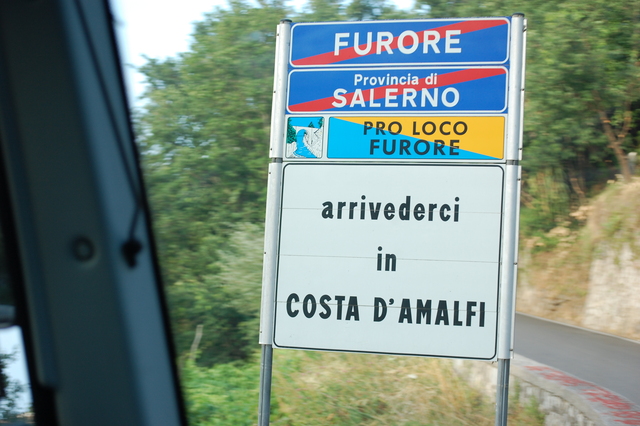 FURORE
Provincia di
SALERNO
PRO LOCO
FURORE
arrivederci
in
COSTA D'AMALFI